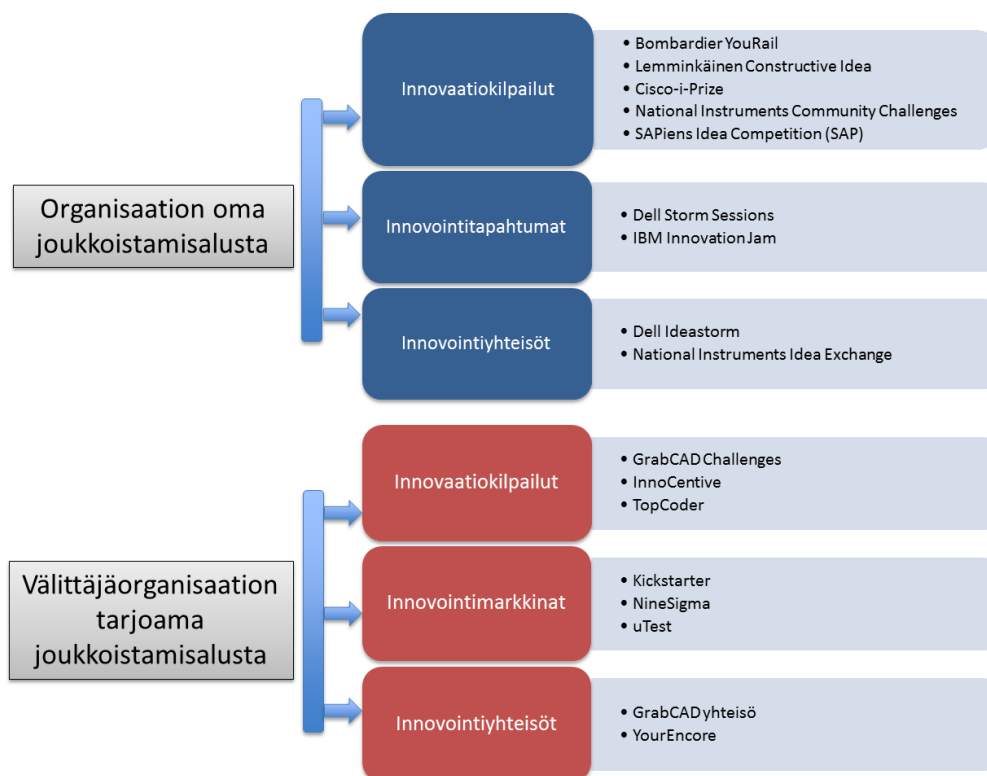 Organisaation oma
joukkoistamisalusta
Innovaatiokilpailut
• Bombardier YouRail
• Lemminkäinen Constructive Idea
• Cisco-i-Prize
• National Instruments Community Challenges
• SAPiens Idea Competition (SAP)
Innovointitapahtumat
• Dell Storm Sessions
• IBM Innovation Jam
Innovointiyhteisöt
• Dell Ideastorm
• National Instruments Idea Exchange
Välittäjäorganisaation
tarjoama
joukkoistamisalusta
Innovaatiokilpailut
• GrabCAD Challenges
• InnoCentive
• TopCoder
Innovointimarkkinat
• Kickstarter
• NineSigma
• uTest
Innovointiyhteisöt
• GrabCAD yhteisö
• YourEncore